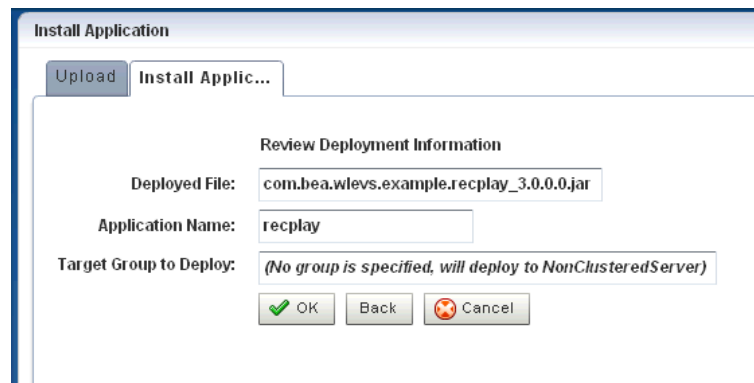 Install Application
Upload Install Applic...
Review Deployment Information
Deployed File: com.bea.wlevs.example.recplay_3.0.0.0.jar
Application Name: recplay
Target Group to Deploy: (No group is specified, will deploy to NonClusteredServer)
OK Back Cancel